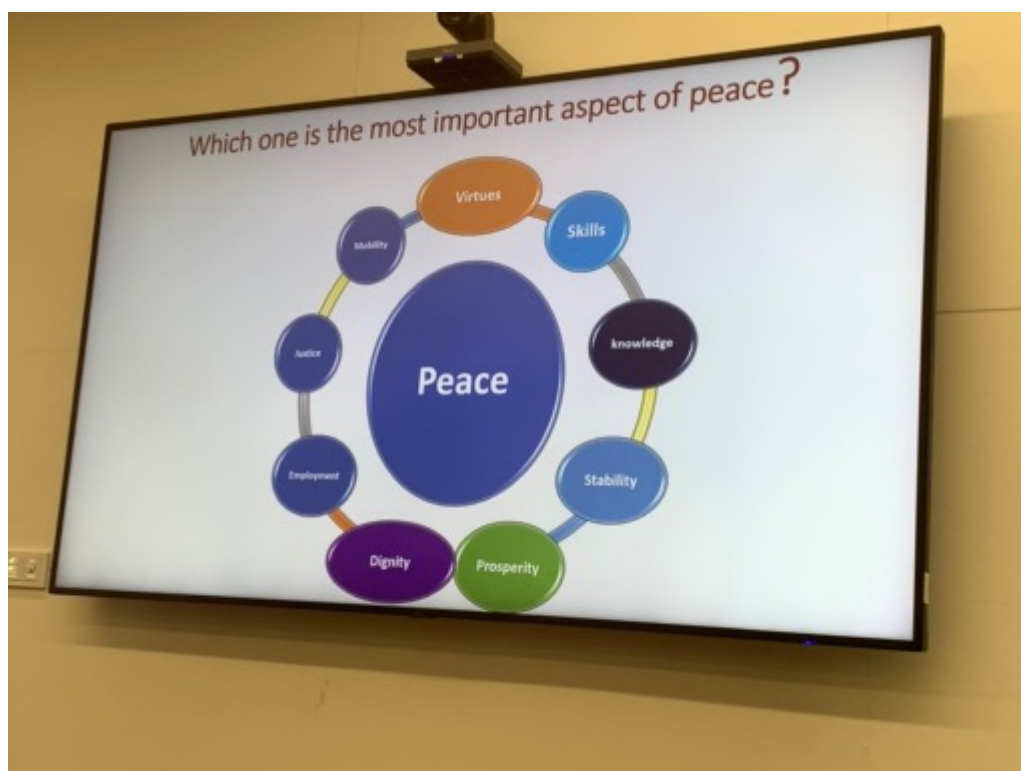 Which one is the most important aspect of peace?
Virtues
Skills
knowledge
Stability
Prosperity
Dignity
Employment
Justice
Mobility
Peace